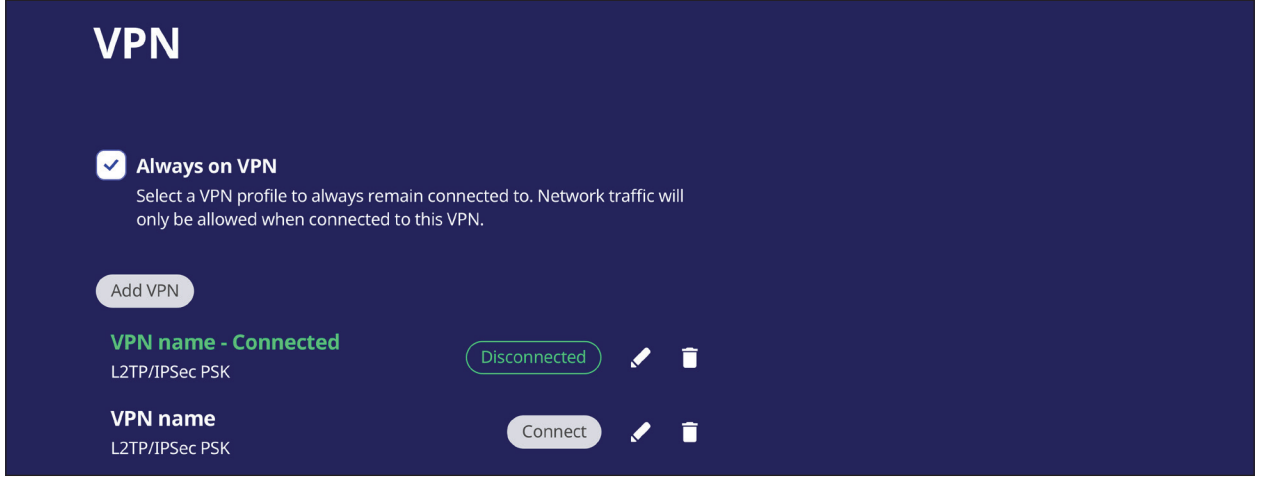 VPN
Always on VPN
Select a VPN profile to always remain connected to. Network traffic will
only be allowed when connected to this VPN.
Add VPN
VPN name - Connected
Disconnected
L2TP/IPSec PSK
VPN name
Connect
L2TP/IPSec PSK